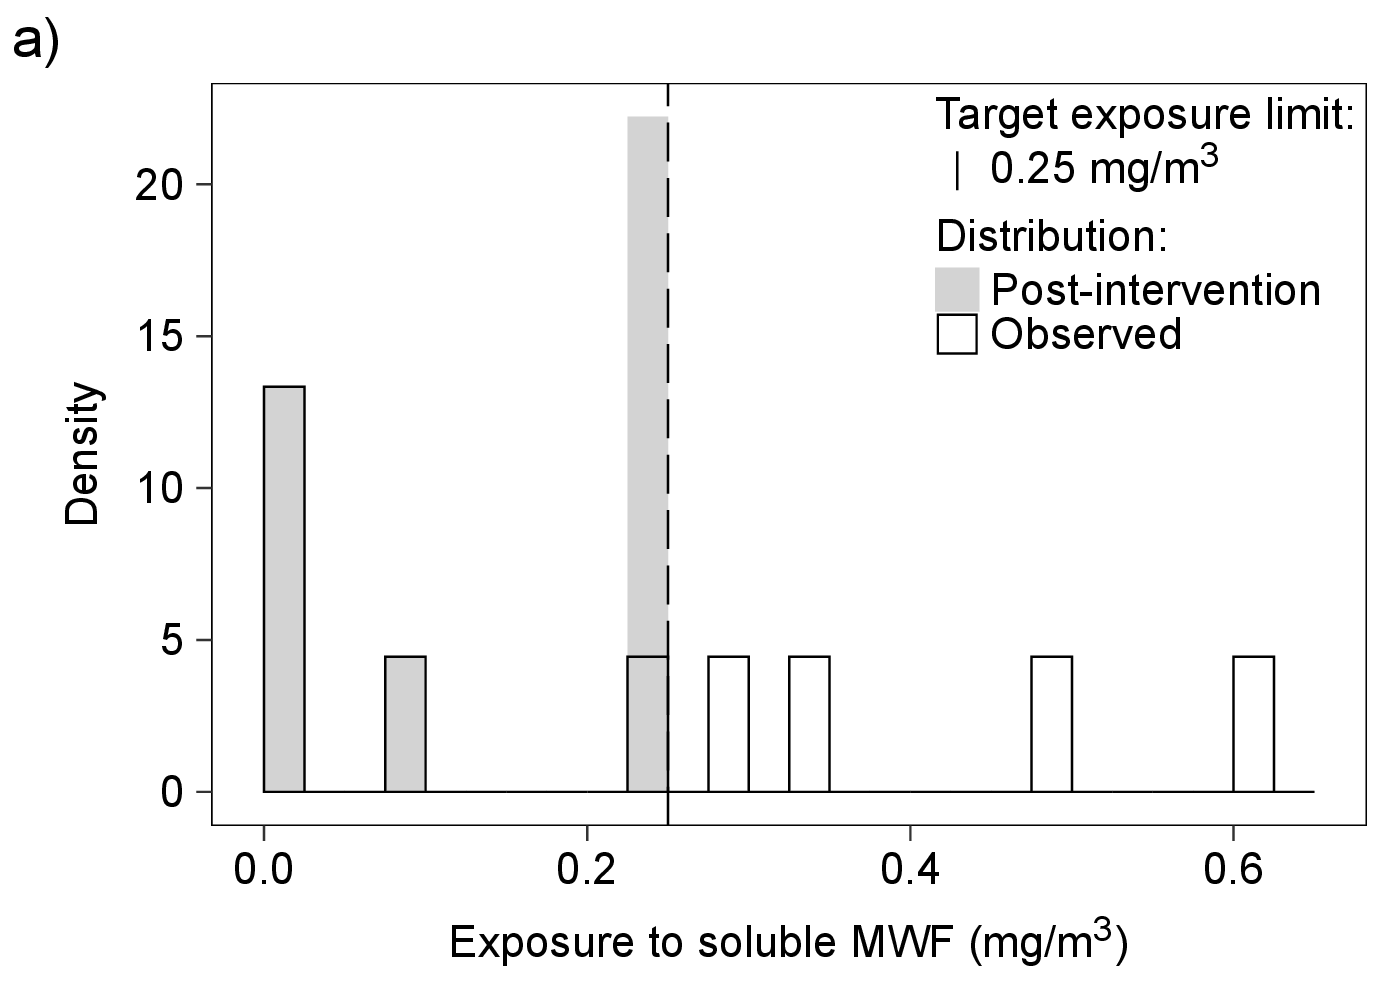 a)
Target exposure limit:
| 0.25 mg/m³
Distribution:
Post-intervention
Observed
Density
20
15
10
5
0
0.0 0.2 0.4 0.6
Exposure to soluble MWF (mg/m³)